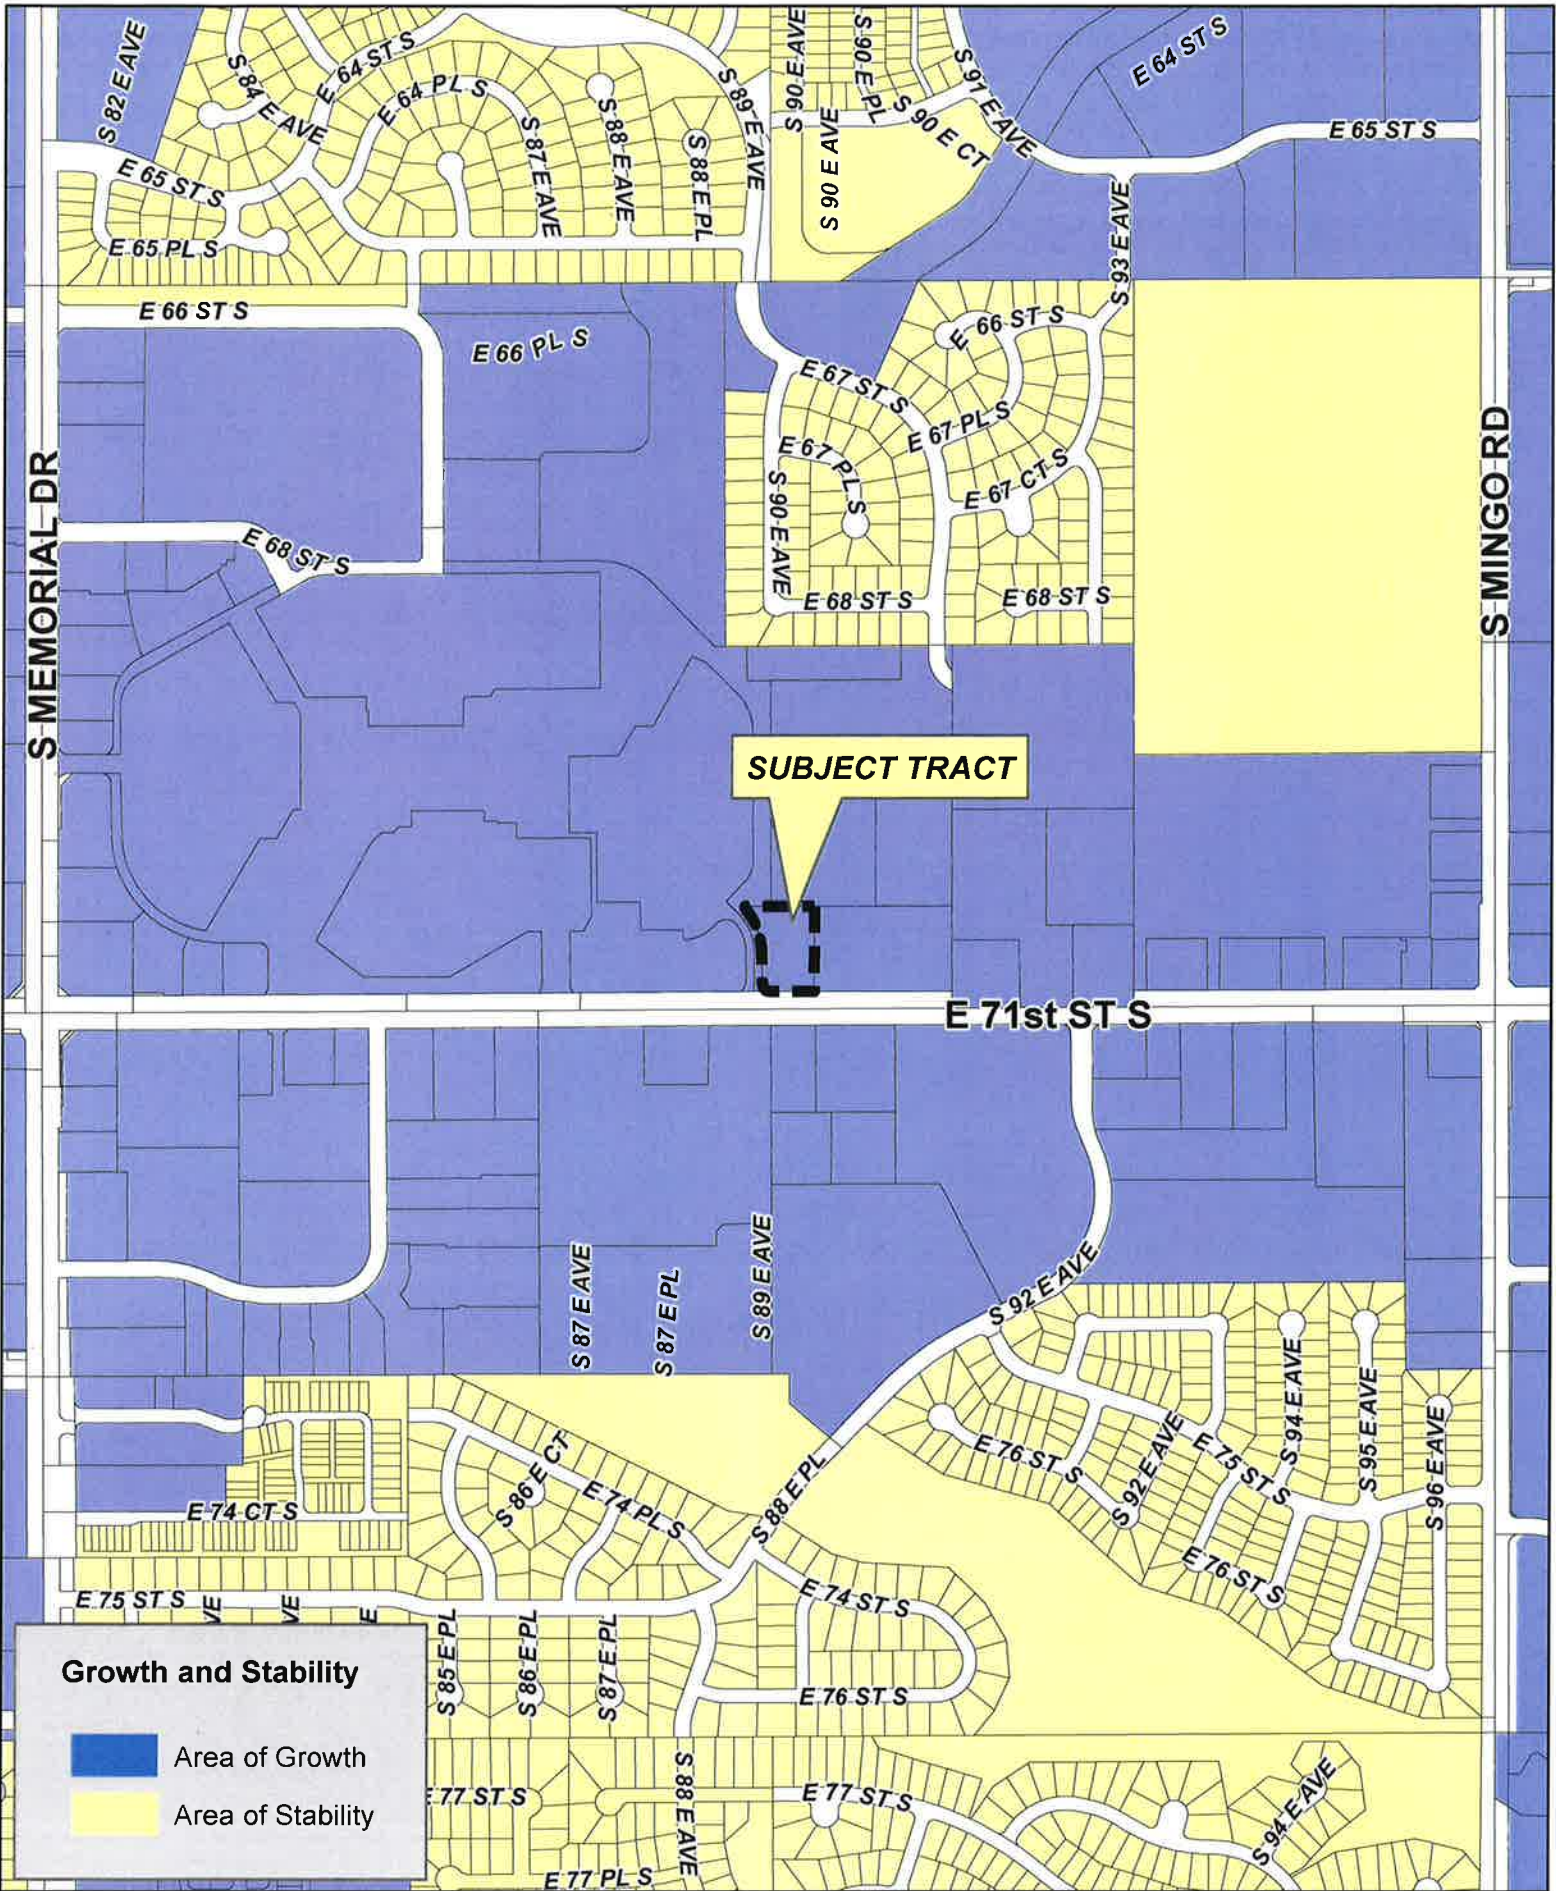 S 82 E AVE
S 84 E AVE
E 64 ST S
E 64 PL S
S 87 E AVE
S 88 E AVE
S 88 E PL
S 89 E AVE
S 90 E AVE
S 90 E PL
S 90 E AVE
S 90 E CT
S 91 E AVE
E 64 ST S
E 65 ST S
E 65 ST S
E 65 PL S
S 93 E AVE
E 66 ST S
E 66 PL S
E 66 ST S
E 67 ST S
E 67 PL S
E 67 PL S
E 67 CT S
S 90 E AVE
E 68 ST S
E 68 ST S
E 68 ST S
S MEMORIAL DR
S MINGO RD
SUBJECT TRACT
E 71st ST S
S 87 E AVE
S 87 E PL
S 89 E AVE
S 92 E AVE
S 94 E AVE
S 95 E AVE
S 96 E AVE
E 76 ST S
S 92 E AVE
E 75 ST S
E 76 ST S
S 86 E CT
E 74 PL S
S 88 E PL
E 74 CT S
E 75 ST S
VE
VE
E
S 85 E PL
S 86 E PL
S 87 E PL
E 74 ST S
E 76 ST S
S 88 E AVE
E 77 ST S
E 77 ST S
S 94 E AVE
E 77 PL S
Growth and Stability
Area of Growth
Area of Stability